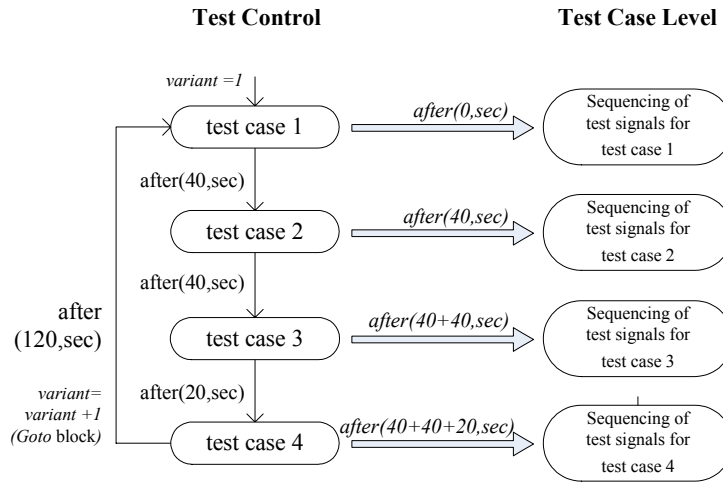 Test Control
Test Case Level
variant =1
test case 1
after(0,sec)
Sequencing of
test signals for
test case 1
after(40,sec)
test case 2
after(40,sec)
Sequencing of
test signals for
test case 2
after(40,sec)
after
(120,sec)
test case 3
after(40+40,sec)
Sequencing of
test signals for
test case 3
after(20,sec)
variant=
variant +1
(Goto block)
test case 4
after(40+40+20,sec)
Sequencing of
test signals for
test case 4